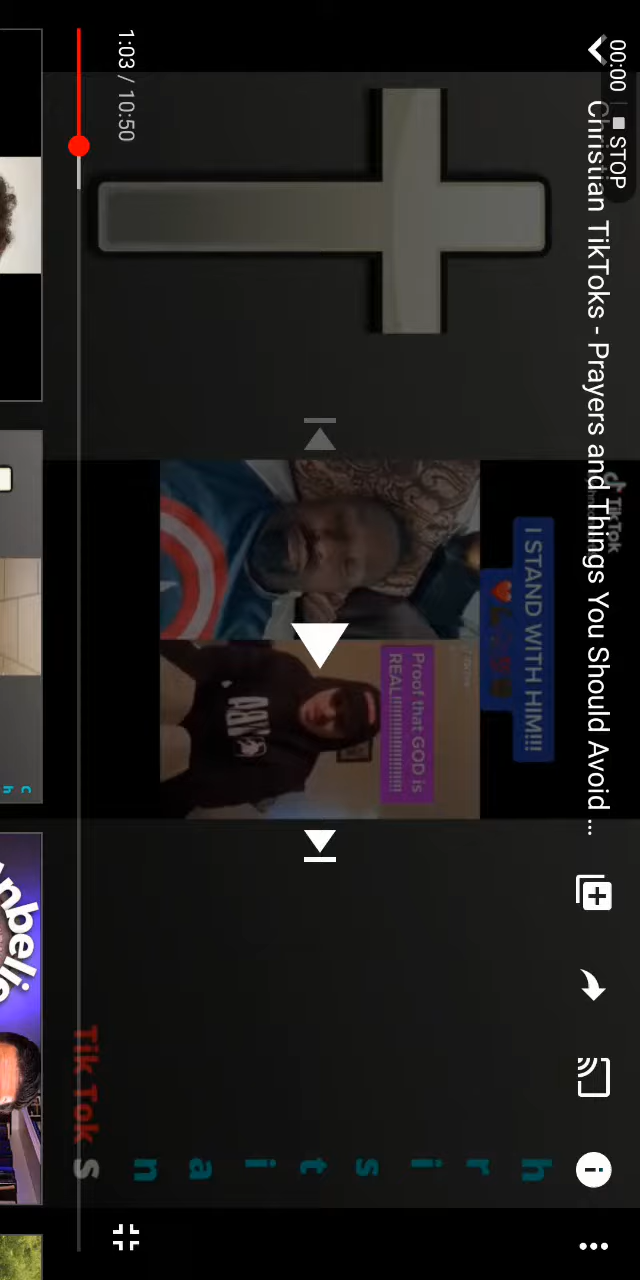 00:00 STOP
Christian TikToks - Prayers and Things You Should Avoid ...
TikTok
I STAND WITH HIM!!!
Proof that GOD is
REAL!!!!!!!!!!!!!!!!!!!!
1:03 / 10:50
h r i s t i a n s
Tik Tok
c h
nbelie